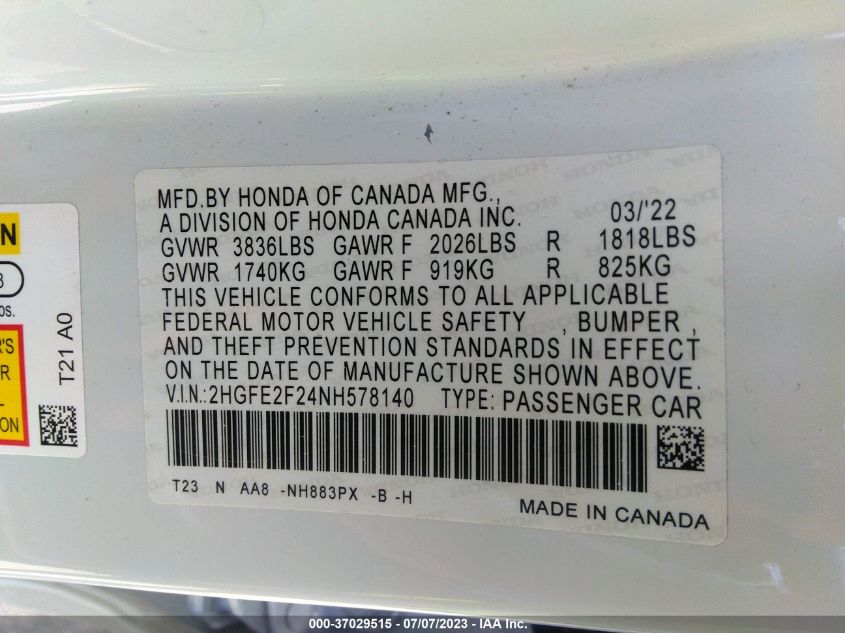 MFD.BY HONDA OF CANADA MFG.,
A DIVISION OF HONDA CANADA INC. 03/'22
GVWR 3836LBS GAWR F 2026LBS R 1818LBS
GVWR 1740KG GAWR F 919KG R 825KG
THIS VEHICLE CONFORMS TO ALL APPLICABLE
FEDERAL MOTOR VEHICLE SAFETY , BUMPER ,
AND THEFT PREVENTION STANDARDS IN EFFECT
ON THE DATE OF MANUFACTURE SHOWN ABOVE.
V.I.N.:2HGFE2F24NH578140 TYPE: PASSENGER CAR
T23 N AA8 -NH883PX -B -H
MADE IN CANADA
T21 A0
000-37029515 - 07/07/2023 - © IAA Inc.